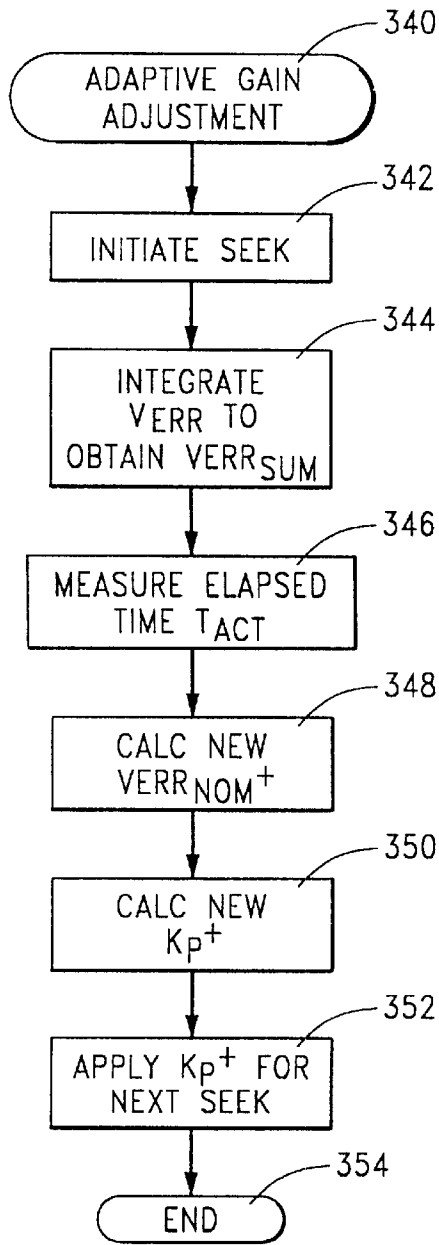 340
ADAPTIVE GAIN
ADJUSTMENT
342
INITIATE SEEK
344
INTEGRATE
VERR TO
OBTAIN VERRSUM
346
MEASURE ELAPSED
TIME TACT
348
CALC NEW
VERRNOM+
350
CALC NEW
KP+
352
APPLY KP+ FOR
NEXT SEEK
354
END